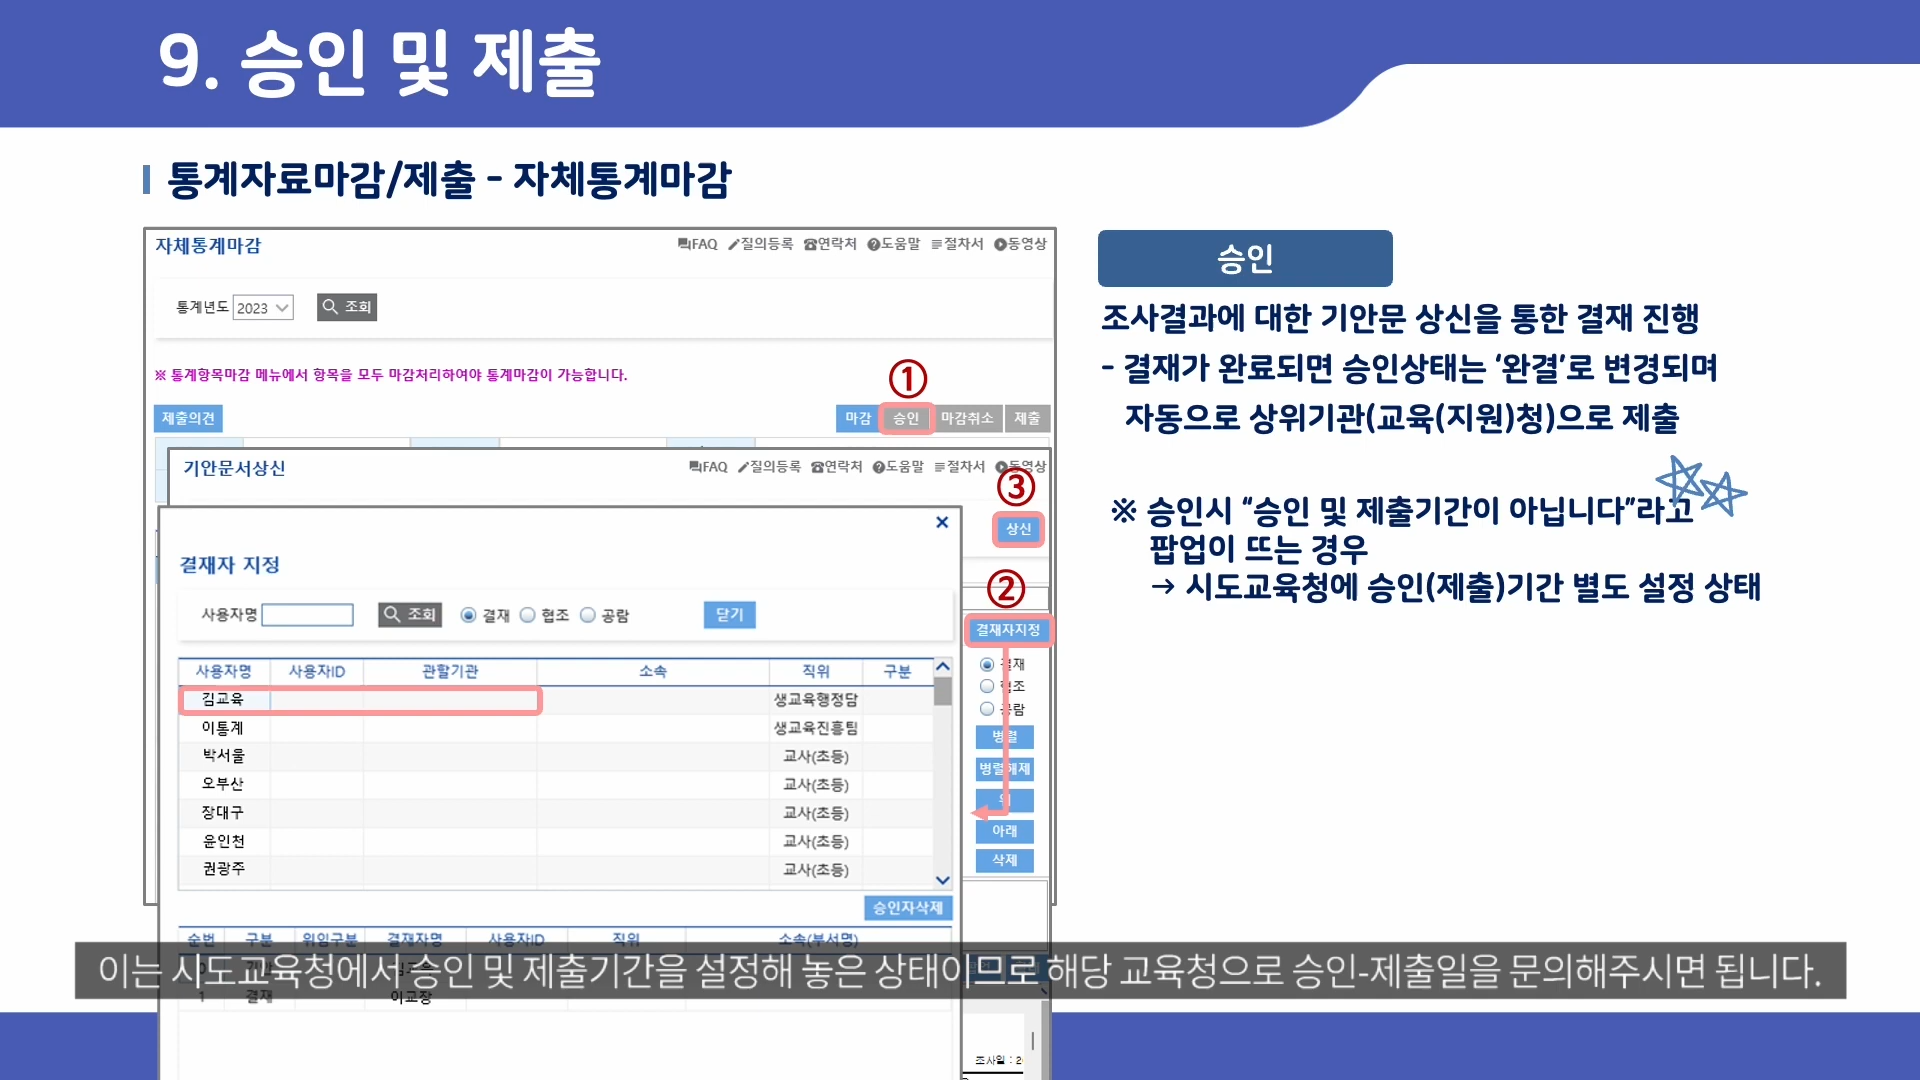 9. 승인 및 제출
통계자료마감/제출 - 자체통계마감
자체통계마감
FAQ 질의등록 연락처 도움말 절차서 동영상
통계년도 2023 조회
※ 통계항목마감 메뉴에서 항목을 모두 마감처리하여야 통계마감이 가능합니다.
①
제출의견 마감 승인 마감취소 제출
기안문서상신
FAQ 질의등록 연락처 도움말 절차서 동영상
③
상신
②
결재자지정
결재
협조
공람
병렬
병렬해제
위
아래
삭제
결재자 지정
사용자명 조회 결재 협조 공람 닫기
사용자명 사용자ID 관할기관 소속 직위 구분
김교육 생교육행정담
이통계 생교육진흥팀
박서울 교사(초등)
오부산 교사(초등)
장대구 교사(초등)
윤인천 교사(초등)
권광주 교사(초등)
승인자삭제
순번 구분 위임구분 결재자명 사용자ID 직위 소속(부서명)
1 결재 이교장
조사일 : 2
승인
조사결과에 대한 기안문 상신을 통한 결재 진행
- 결재가 완료되면 승인상태는 ‘완결’로 변경되며
자동으로 상위기관(교육(지원)청)으로 제출
※ 승인시 “승인 및 제출기간이 아닙니다”라고
팝업이 뜨는 경우
→ 시도교육청에 승인(제출)기간 별도 설정 상태
이는 시도교육청에서 승인 및 제출기간을 설정해 놓은 상태이므로 해당 교육청으로 승인-제출일을 문의해주시면 됩니다.